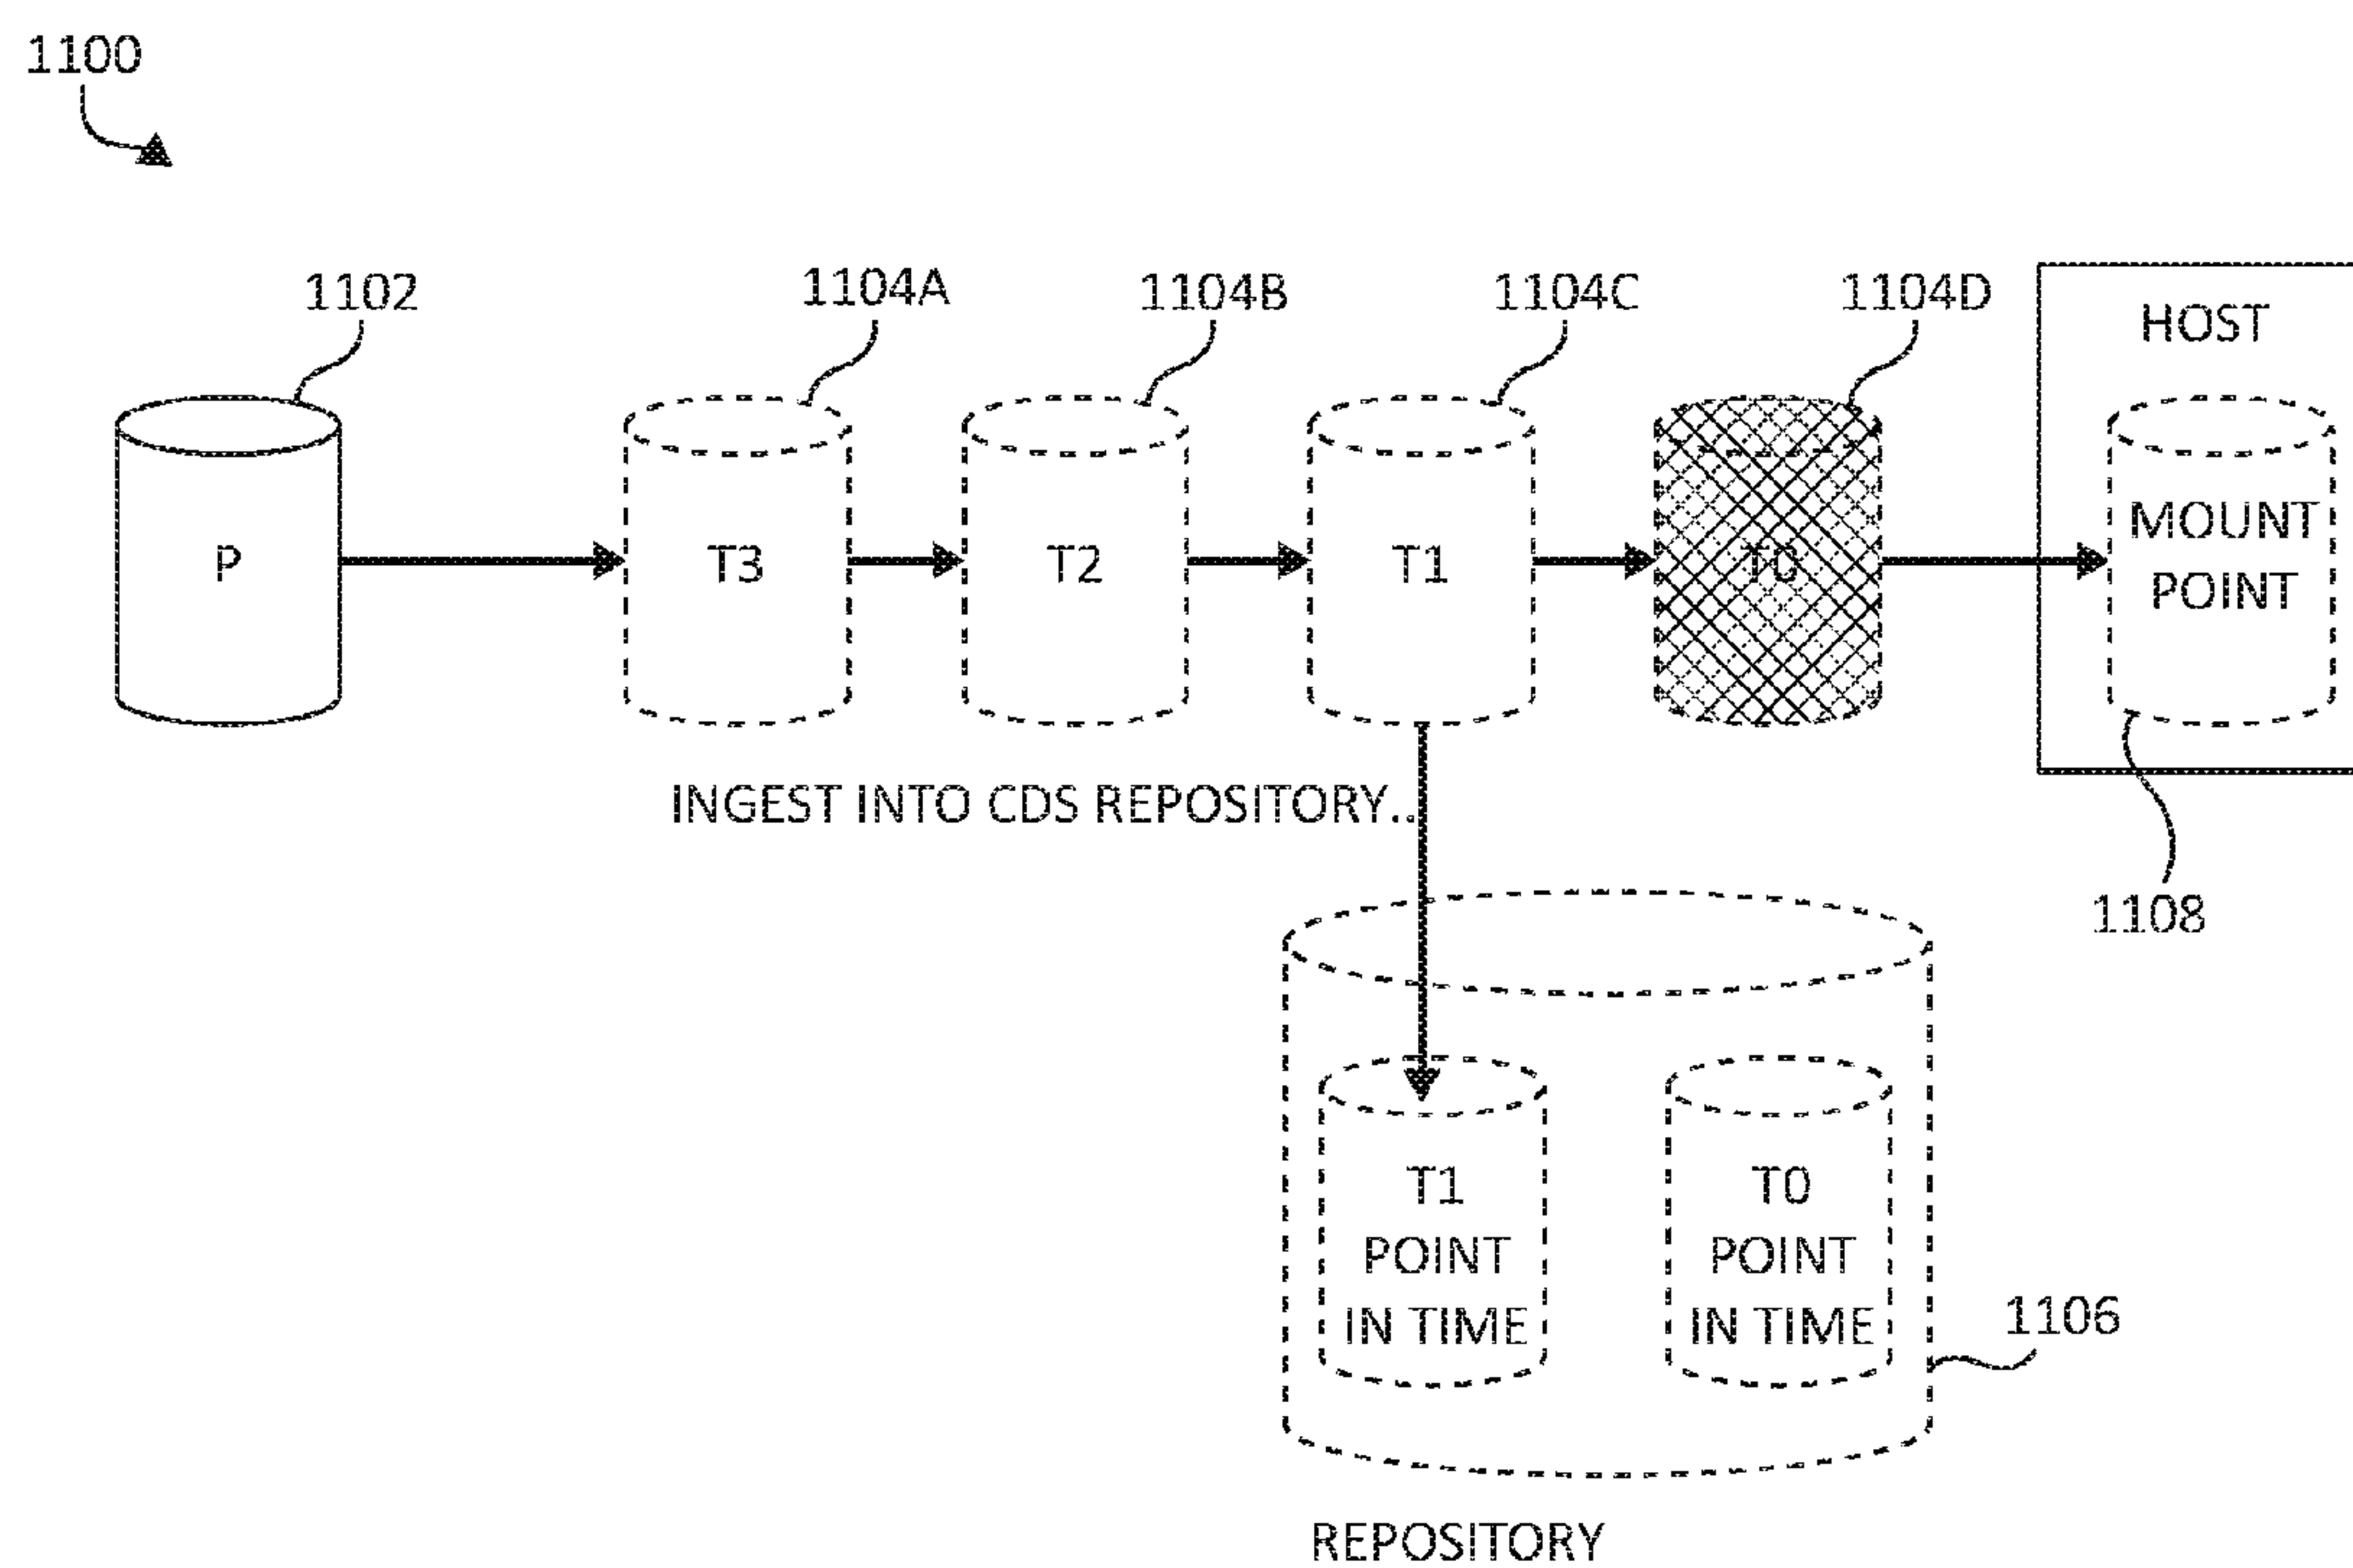 1100
1102
1104A
1104B
1104C
1104D
HOST
P
T3
T2
T1
T0
MOUNT
POINT
INGEST INTO CDS REPOSITORY..
1108
T1
POINT
IN TIME
T0
POINT
IN TIME
1106
REPOSITORY